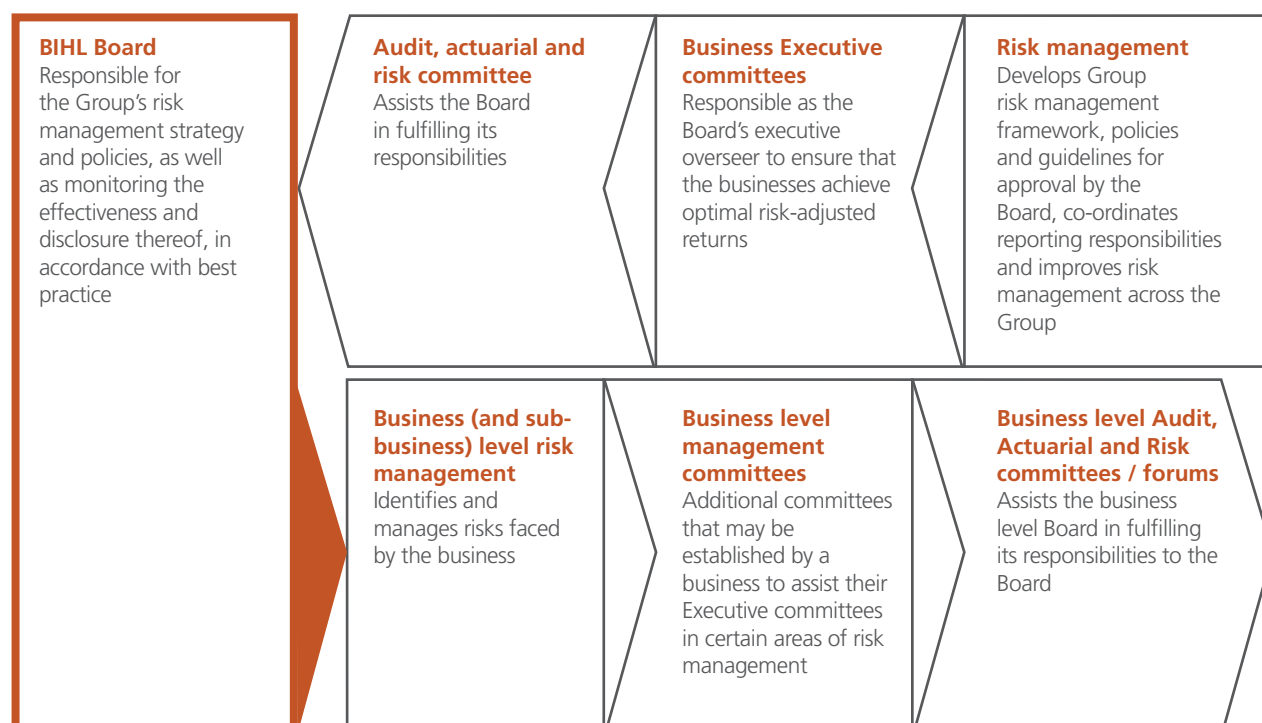 BIHL Board
Responsible for
the Group's risk
management strategy
and policies, as well
as monitoring the
effectiveness and
disclosure thereof, in
accordance with best
practice
Audit, actuarial and
risk committee
Assists the Board
in fulfilling its
responsibilities
Business Executive
committees
Responsible as the
Board's executive
overseer to ensure that
the businesses achieve
optimal risk-adjusted
returns
Risk management
Develops Group
risk management
framework, policies
and guidelines for
approval by the
Board, co-ordinates
reporting responsibilities
and improves risk
management across the
Group
Business (and sub-
business) level risk
management
Identifies and
manages risks faced
by the business
Business level
management
committees
Additional committees
that may be
established by a
business to assist their
Executive committees
in certain areas of risk
management
Business level Audit,
Actuarial and Risk
committees / forums
Assists the business
level Board in fulfilling
its responsibilities to the
Board